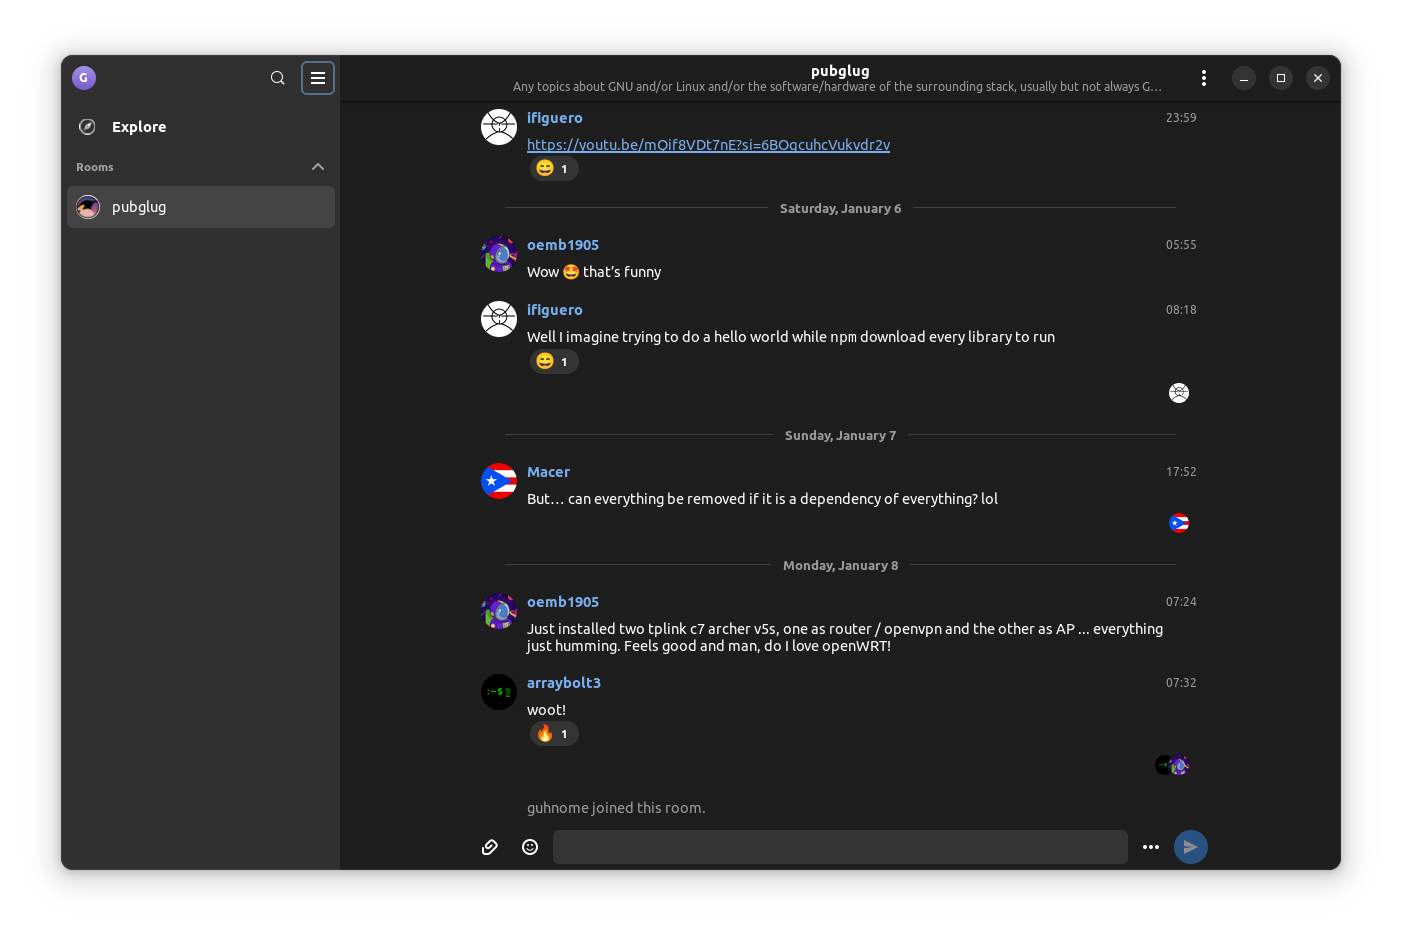 G
pubglug
Any topics about GNU and/or Linux and/or the software/hardware of the surrounding stack, usually but not always G…
Explore
Rooms
pubglug
ifiguero 23:59
https://youtu.be/mQif8VDt7nE?si=6BOqcuhcVukvdr2v
😄 1
Saturday, January 6
oemb1905 05:55
Wow 🤩 that’s funny
ifiguero 08:18
Well I imagine trying to do a hello world while npm download every library to run
😄 1
Sunday, January 7
Macer 17:52
But… can everything be removed if it is a dependency of everything? lol
Monday, January 8
oemb1905 07:24
Just installed two tplink c7 archer v5s, one as router / openvpn and the other as AP ... everything
just humming. Feels good and man, do I love openWRT!
:~$
arraybolt3 07:32
woot!
🔥 1
guhnome joined this room.